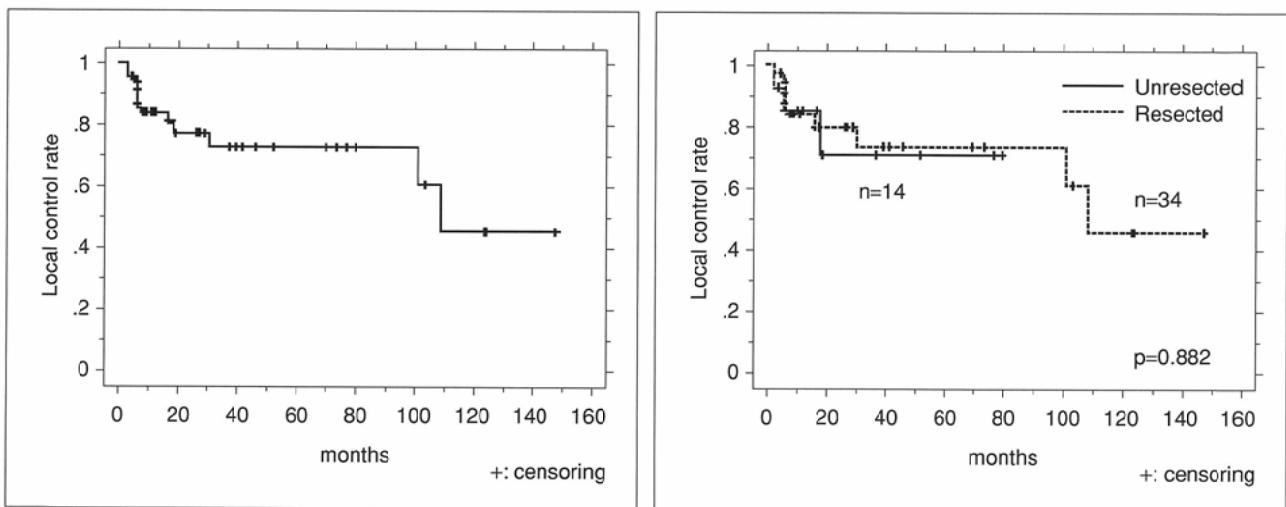 1
.8
.6
.4
.2
0
Local control rate
0 20 40 60 80 100 120 140 160
months
+: censoring
1
.8
.6
.4
.2
0
Local control rate
Unresected
Resected
n=14
n=34
p=0.882
0 20 40 60 80 100 120 140 160
months
+: censoring